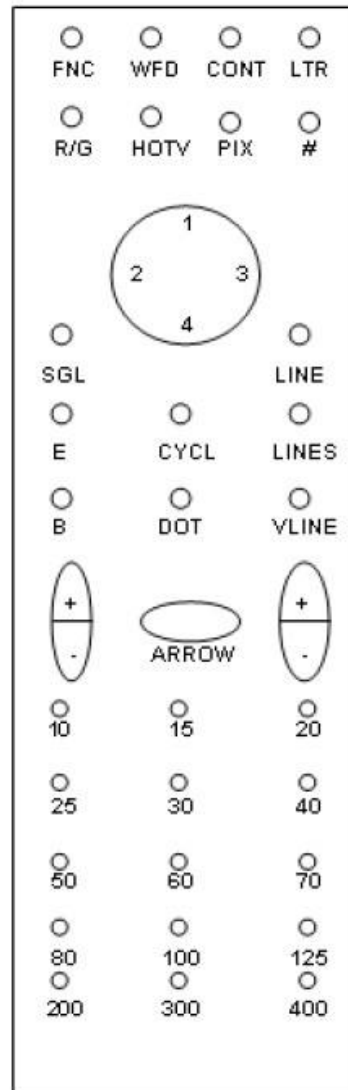 FNC WFD CONT LTR
R/G HOTV PIX #
1
2 3
4
SGL LINE
E CYCL LINES
B DOT VLINE
+ +
- -
ARROW
10 15 20
25 30 40
50 60 70
80 100 125
200 300 400